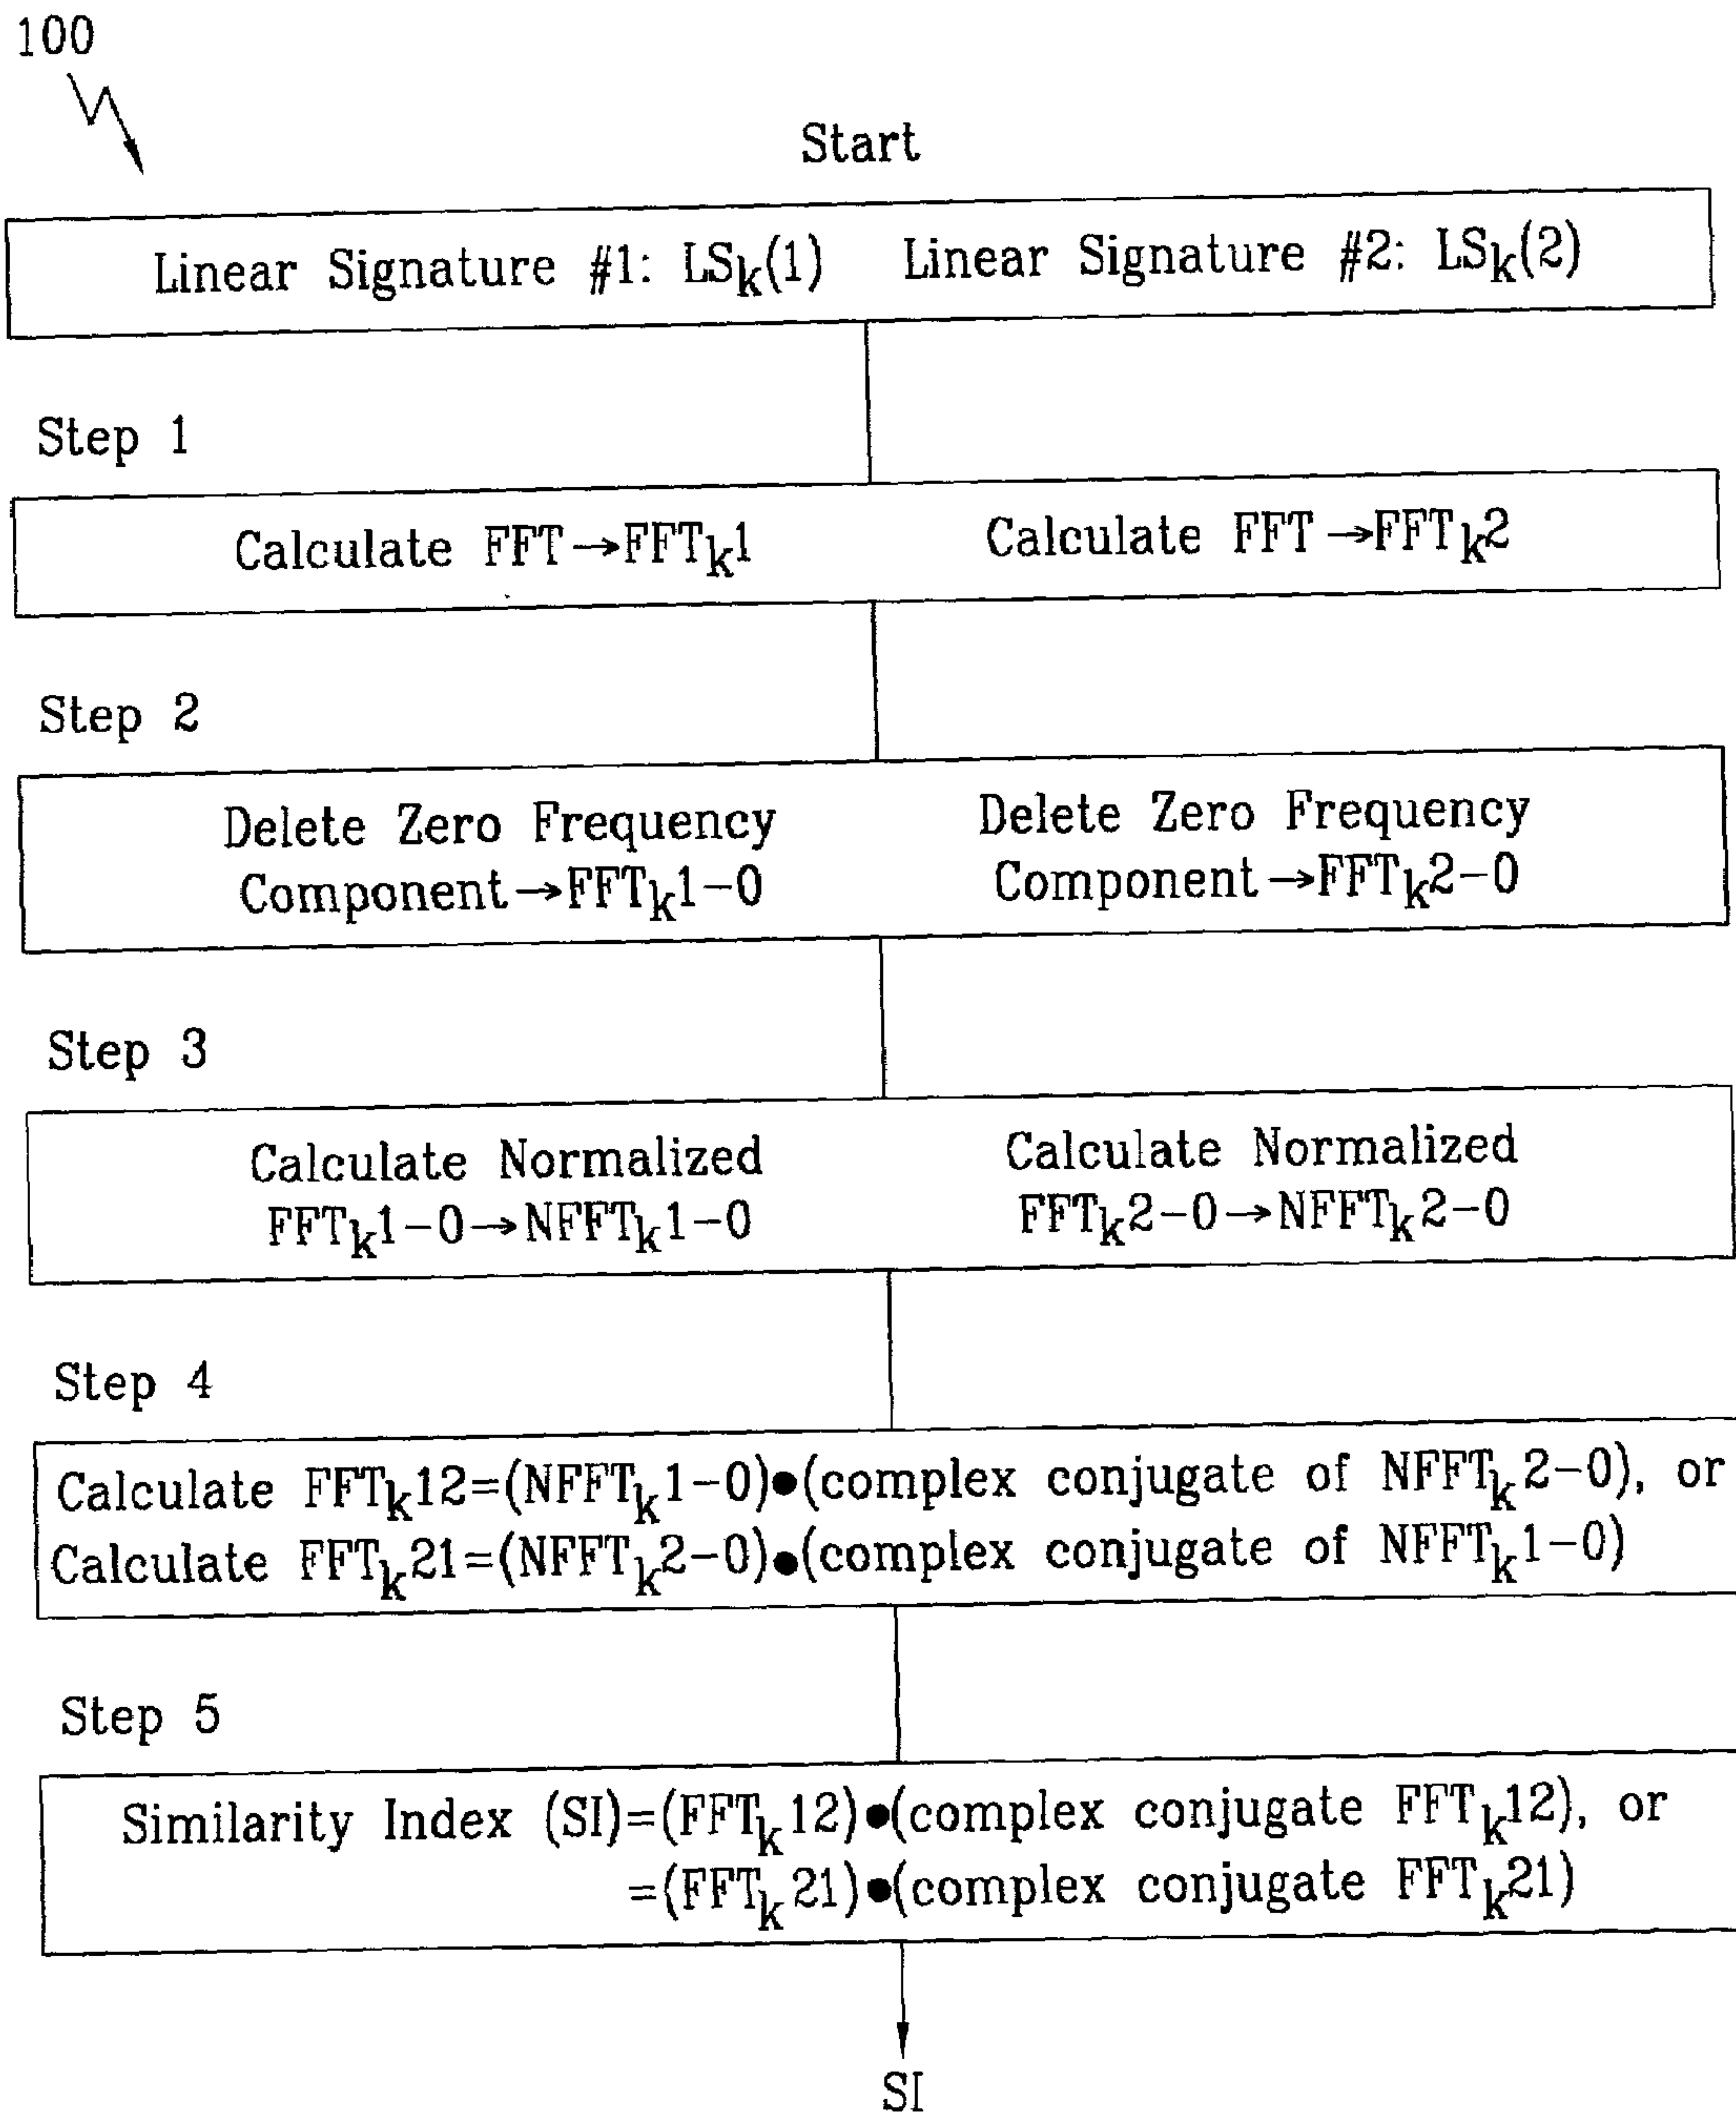 100
Start
Linear Signature #1: LSk(1) Linear Signature #2: LSk(2)
Step 1
Calculate FFT→FFTk1 Calculate FFT→FFTk2
Step 2
Delete Zero Frequency Delete Zero Frequency
Component→FFTk1-0 Component→FFTk2-0
Step 3
Calculate Normalized Calculate Normalized
FFTk1-0→NFFTk1-0 FFTk2-0→NFFTk2-0
Step 4
Calculate FFTk12=(NFFTk1-0)●(complex conjugate of NFFTk2-0), or
Calculate FFTk21=(NFFTk2-0)●(complex conjugate of NFFTk1-0)
Step 5
Similarity Index (SI)=(FFTk12)●(complex conjugate FFTk12), or
=(FFTk21)●(complex conjugate FFTk21)
SI